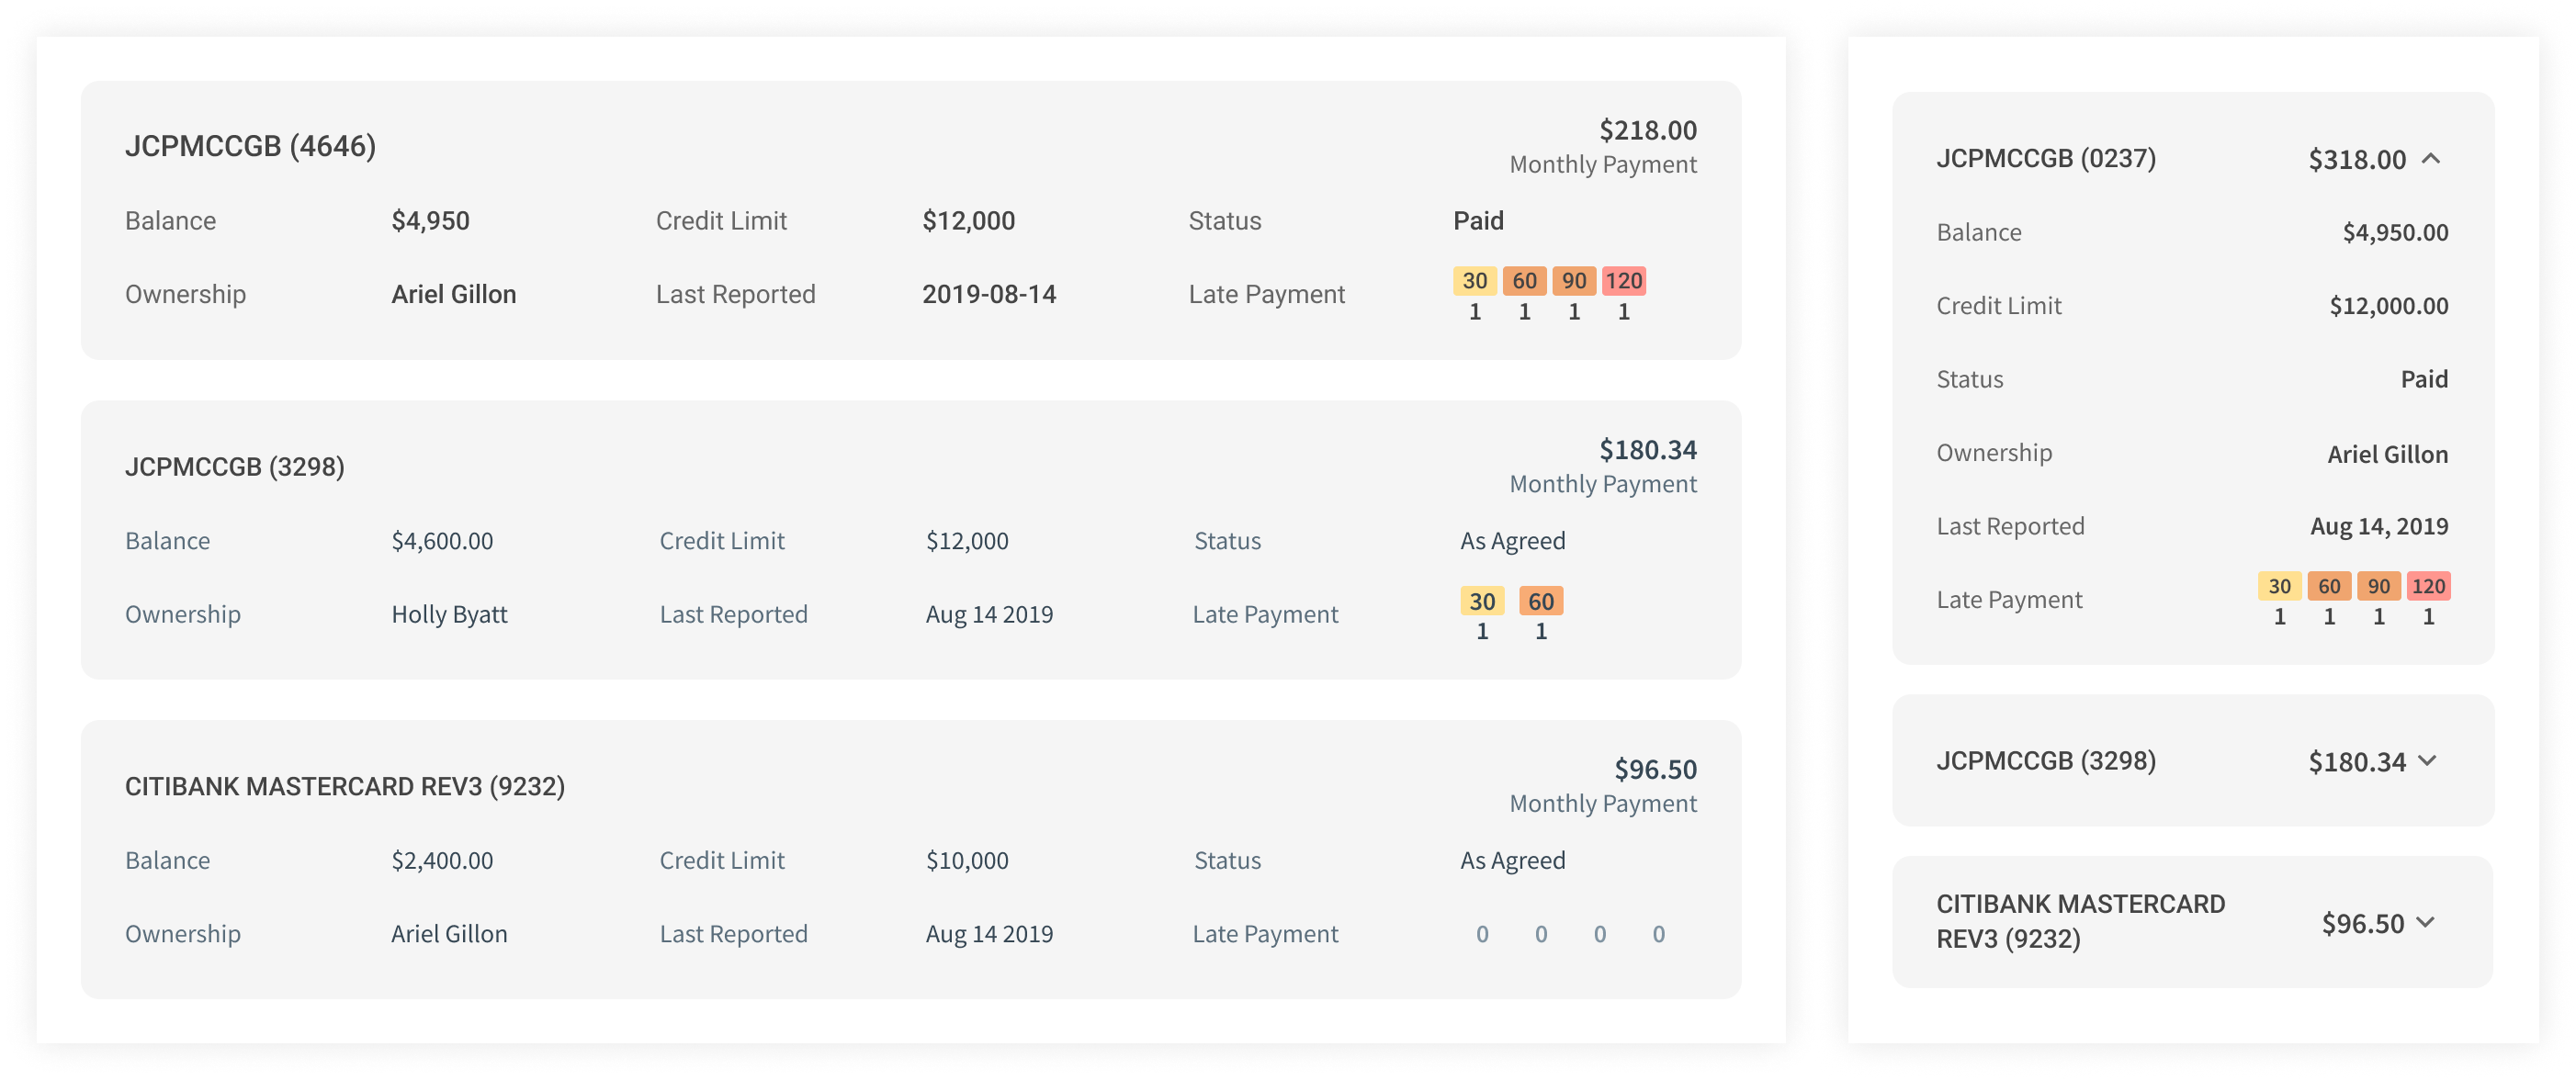 JCPMCCGB (4646)
$218.00
Monthly Payment
Balance $4,950 Credit Limit $12,000 Status Paid
Ownership Ariel Gillon Last Reported 2019-08-14 Late Payment 30 60 90 120
1 1 1 1
JCPMCCGB (3298)
$180.34
Monthly Payment
Balance $4,600.00 Credit Limit $12,000 Status As Agreed
Ownership Holly Byatt Last Reported Aug 14 2019 Late Payment 30 60
1 1
CITIBANK MASTERCARD REV3 (9232)
$96.50
Monthly Payment
Balance $2,400.00 Credit Limit $10,000 Status As Agreed
Ownership Ariel Gillon Last Reported Aug 14 2019 Late Payment 0 0 0 0
JCPMCCGB (0237) $318.00
Balance $4,950.00
Credit Limit $12,000.00
Status Paid
Ownership Ariel Gillon
Last Reported Aug 14, 2019
Late Payment 30 60 90 120
1 1 1 1
JCPMCCGB (3298) $180.34
CITIBANK MASTERCARD
REV3 (9232)
$96.50